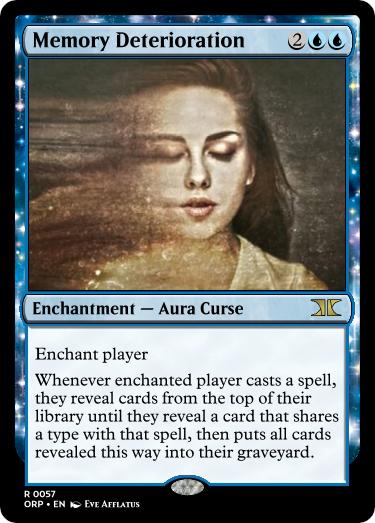 Memory Deterioration 2
Enchantment — Aura Curse
Enchant player
Whenever enchanted player casts a spell,
they reveal cards from the top of their
library until they reveal a card that shares
a type with that spell, then puts all cards
revealed this way into their graveyard.
R 0057
ORP • EN Eve Afflatus